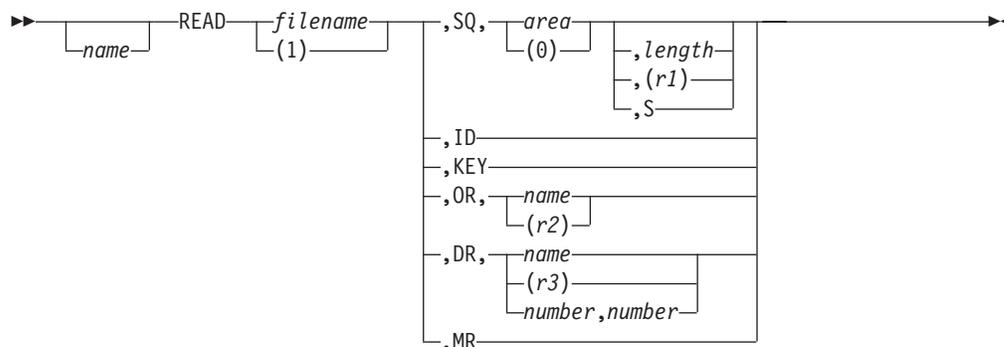 READ filename ,SQ, area
name (1) (0) ,length
,(r1)
,S
,ID
,KEY
,OR, name
(r2)
,DR, name
(r3)
number,number
,MR